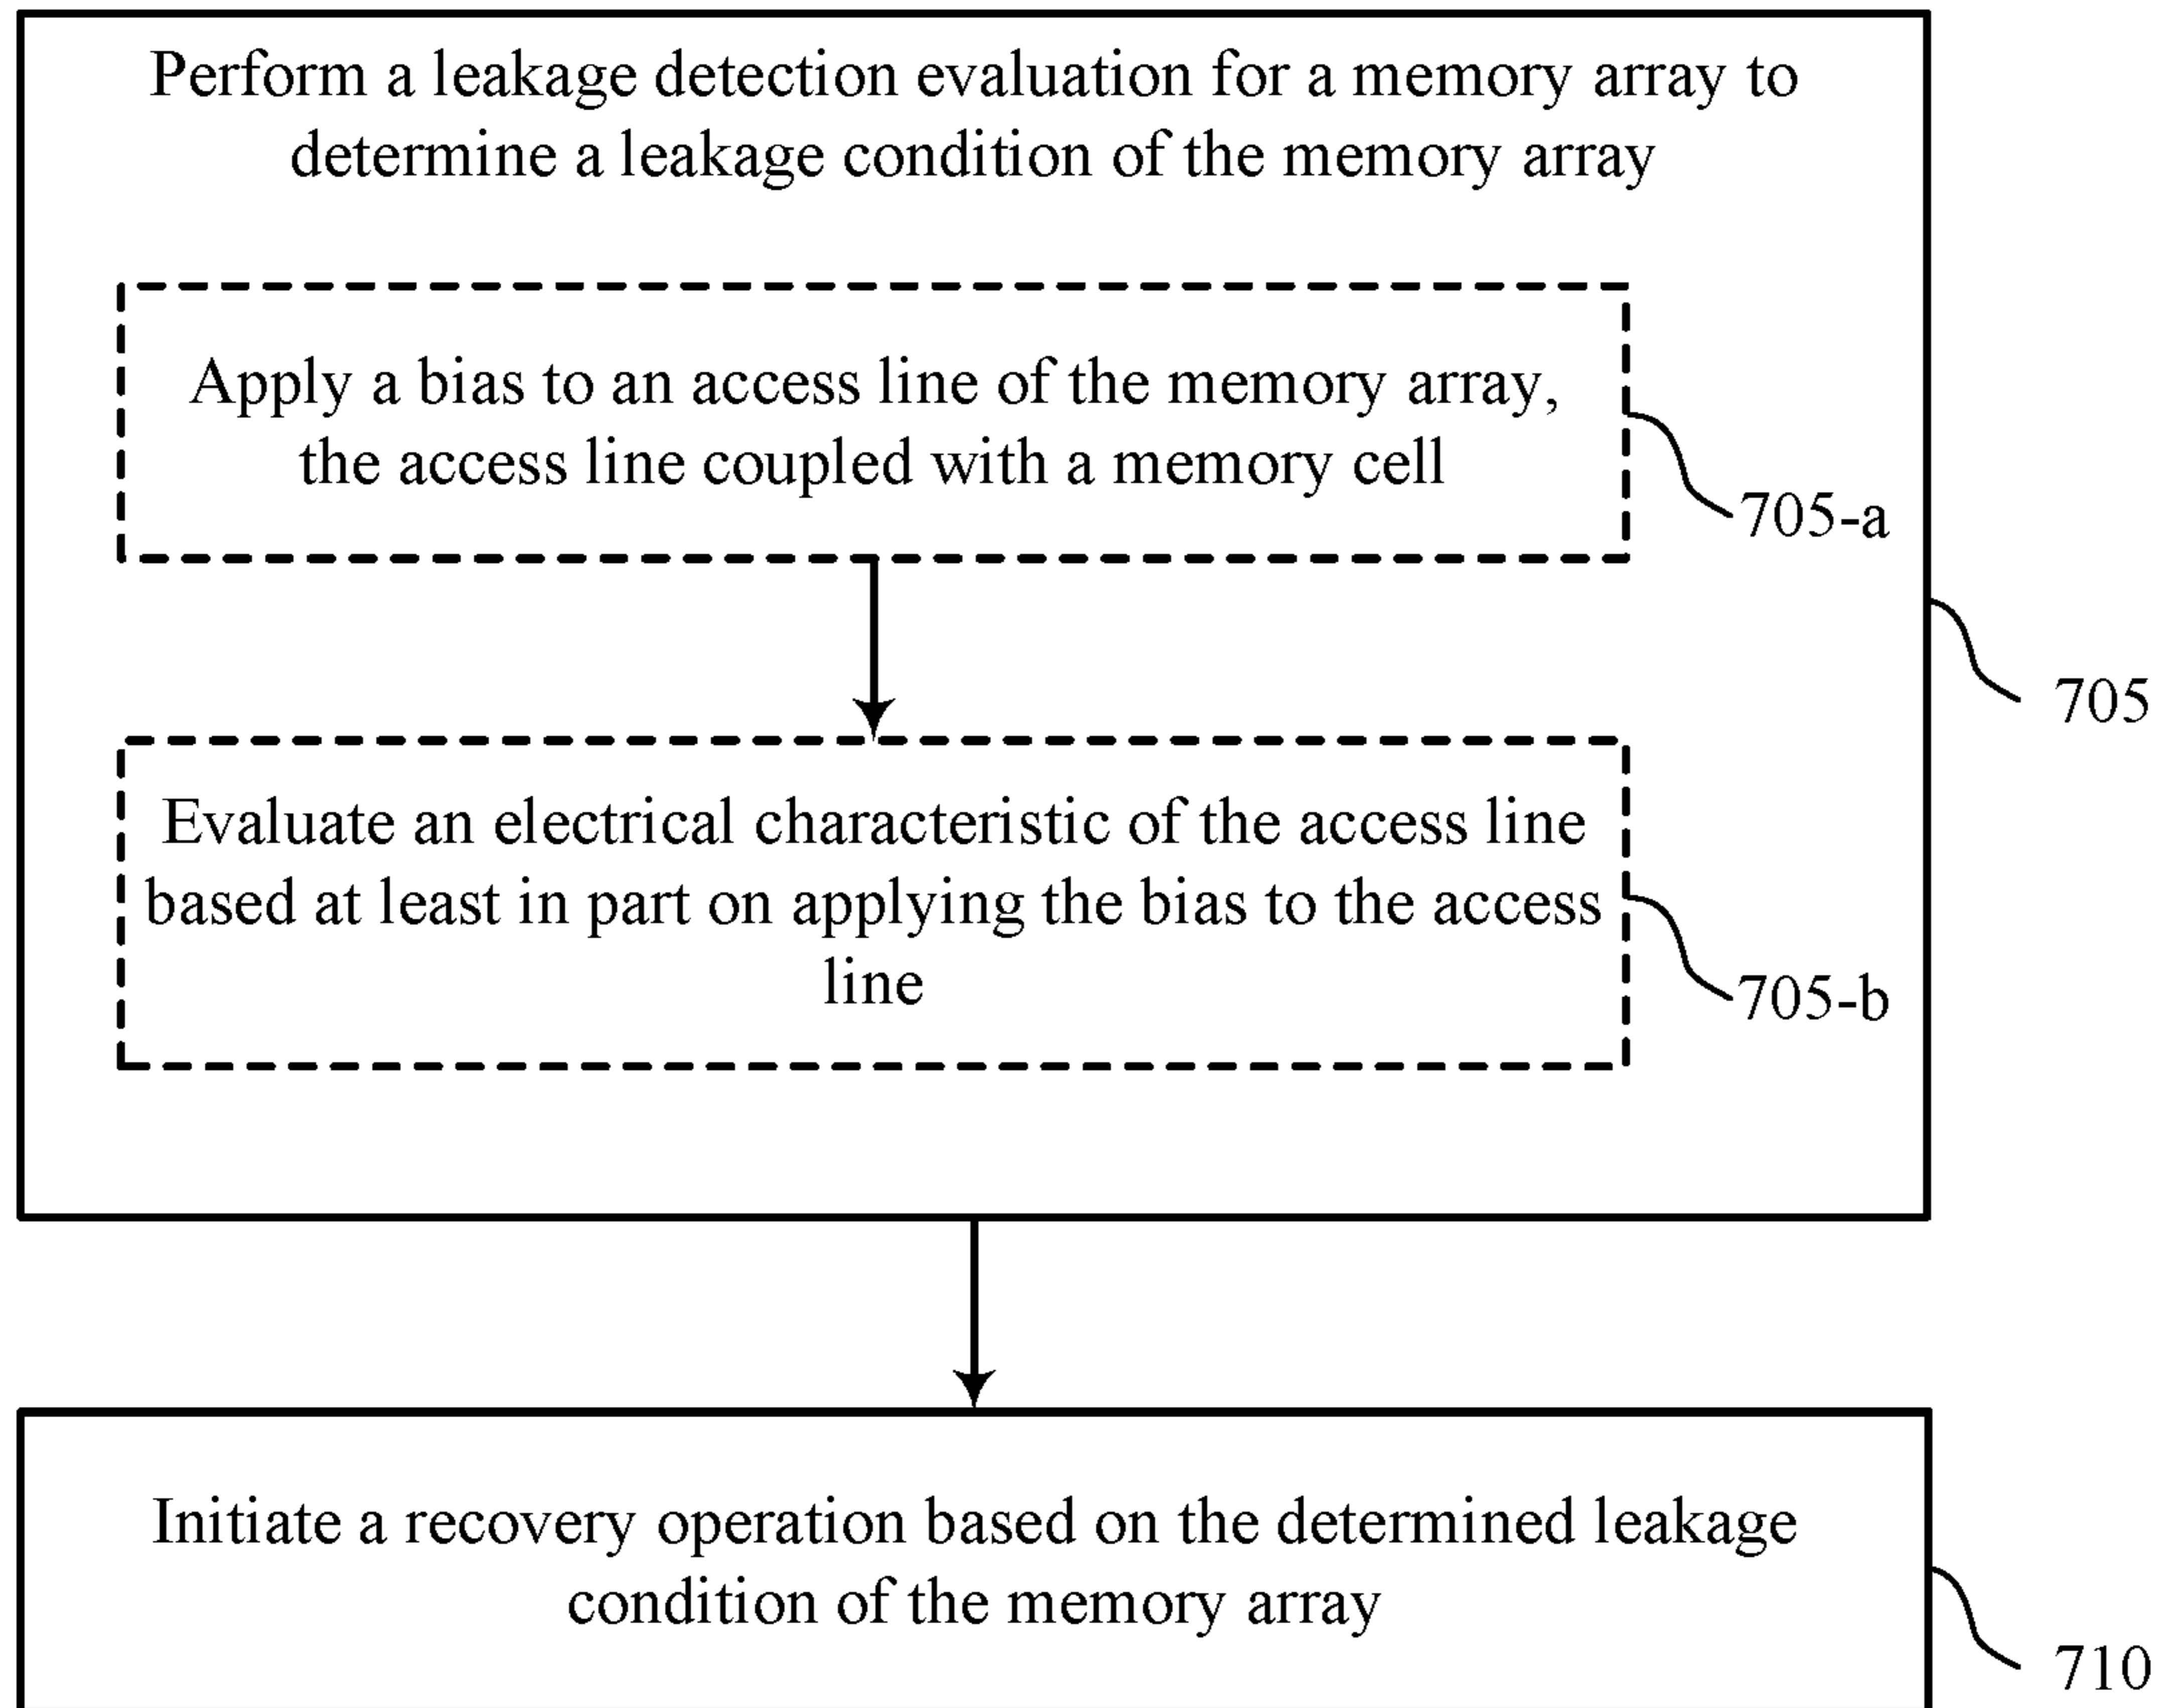 Perform a leakage detection evaluation for a memory array to
determine a leakage condition of the memory array
Apply a bias to an access line of the memory array,
the access line coupled with a memory cell
705-a
705
Evaluate an electrical characteristic of the access line
based at least in part on applying the bias to the access
line
705-b
Initiate a recovery operation based on the determined leakage
condition of the memory array
710